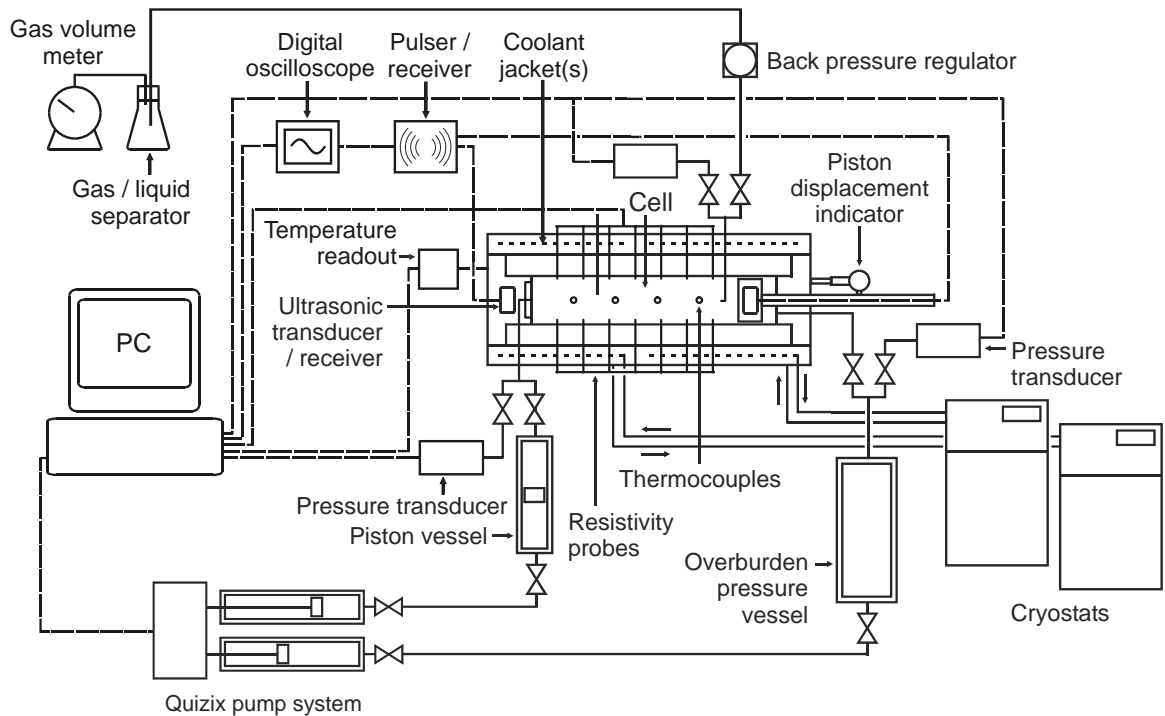 Gas volume
meter
Digital
oscilloscope
Pulser /
receiver
Coolant
jacket(s)
Back pressure regulator
Gas / liquid
separator
Cell
Piston
displacement
indicator
Temperature
readout
Ultrasonic
transducer
/ receiver
PC
Pressure
transducer
Thermocouples
Pressure transducer
Piston vessel
Resistivity
probes
Overburden
pressure
vessel
Cryostats
Quizix pump system